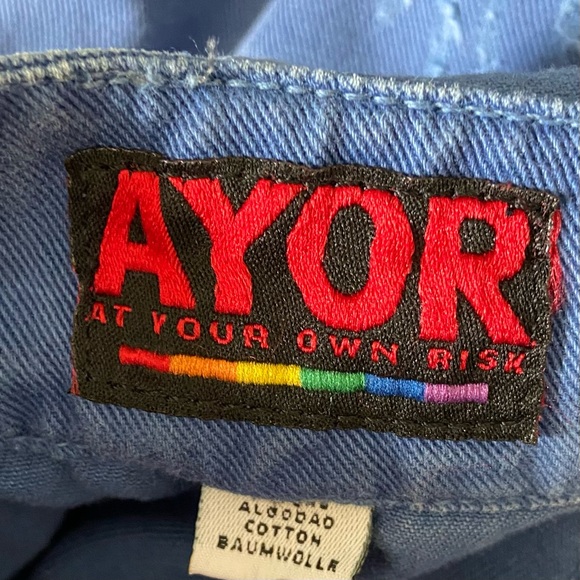 AYOR
AT YOUR OWN RISK
ALGODAO
COTTON
BAUMWOLLE